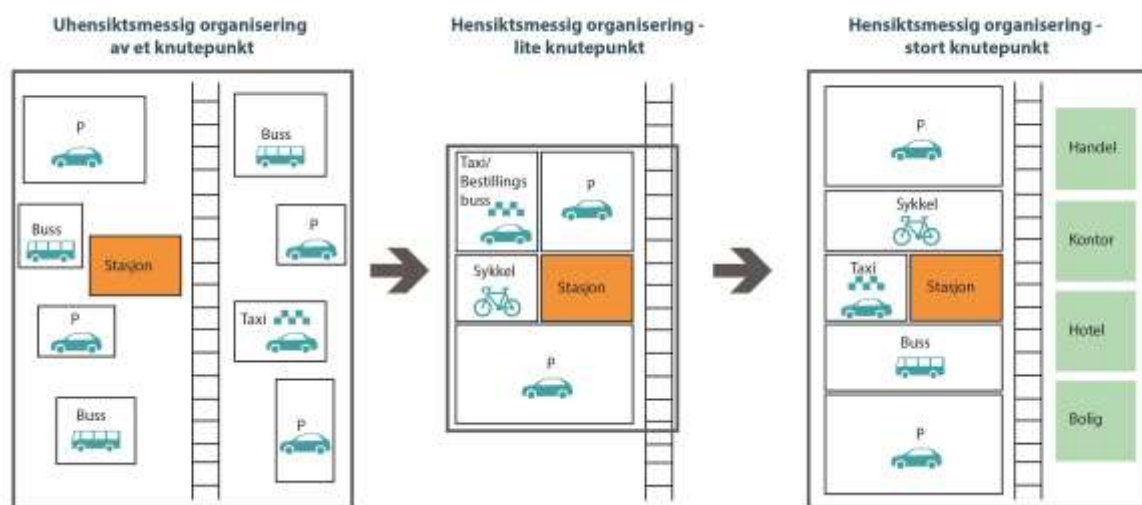 Uhensiktsmessig organisering
av et knutepunkt
P
Buss
Buss
P
Stasjon
P
Taxi
Buss
P
Hensiktsmessig organisering -
lite knutepunkt
Taxi/
Bestillings
buss
P
Sykkel
Stasjon
P
Hensiktsmessig organisering -
stort knutepunkt
P
Handel
Sykkel
Kontor
Taxi
Stasjon
Hotel
Buss
Bolig
P